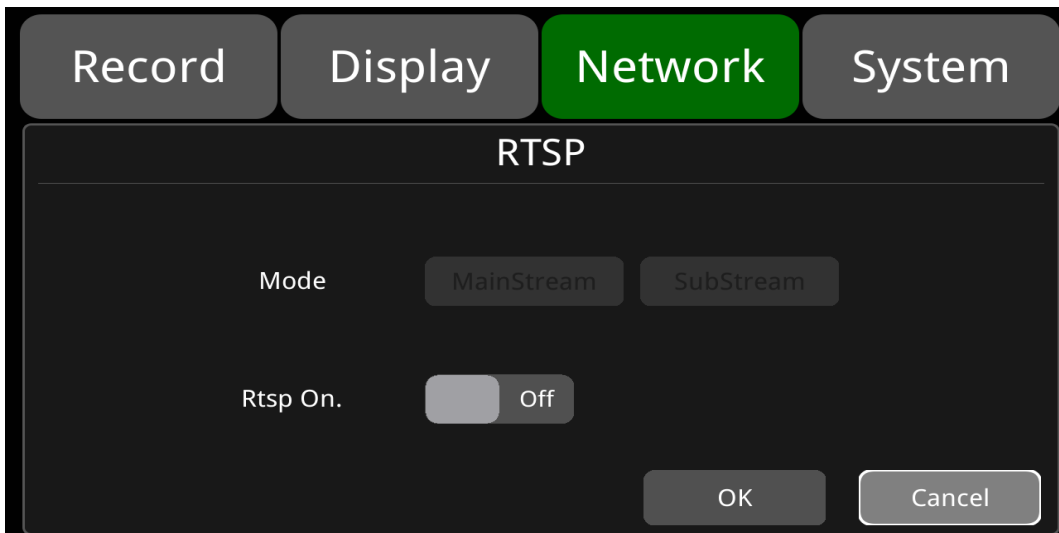 Record Display Network System
RTSP
Mode MainStream SubStream
Rtsp On. Off
OK Cancel